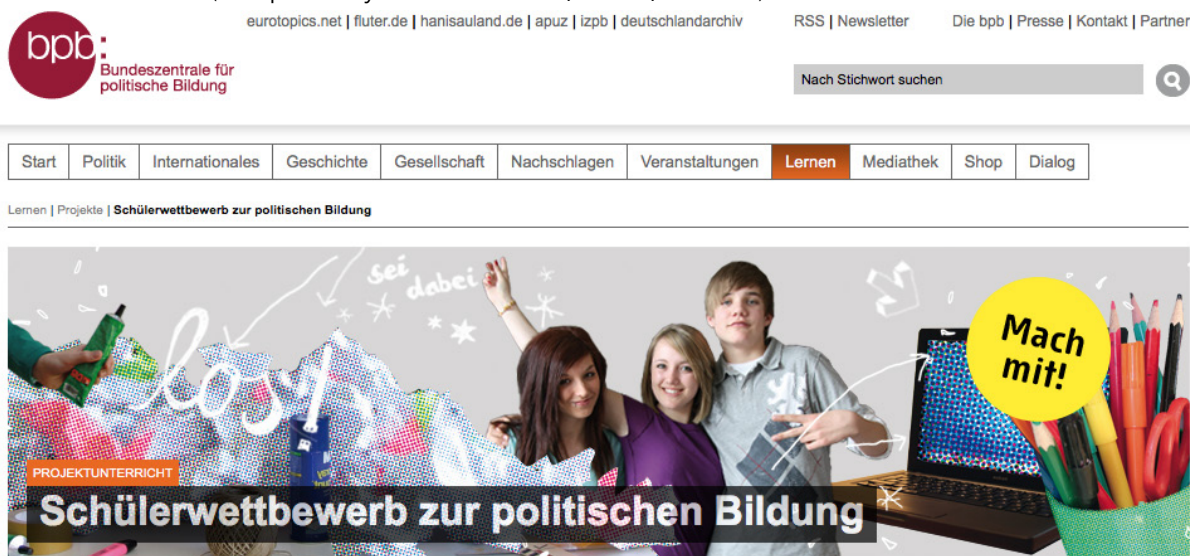 eurotopics.net | fluter.de | hanisauland.de | apuz | izpb | deutschlandarchiv
RSS | Newsletter
Die bpb | Presse | Kontakt | Partner
bpb:
Bundeszentrale für
politische Bildung
Nach Stichwort suchen
Start
Politik
Internationales
Geschichte
Gesellschaft
Nachschlagen
Veranstaltungen
Lernen
Mediathek
Shop
Dialog
Lernen | Projekte | Schülerwettbewerb zur politischen Bildung
sei
dabei
los!
Mach
mit!
PROJEKTUNTERRICHT
Schülerwettbewerb zur politischen Bildung